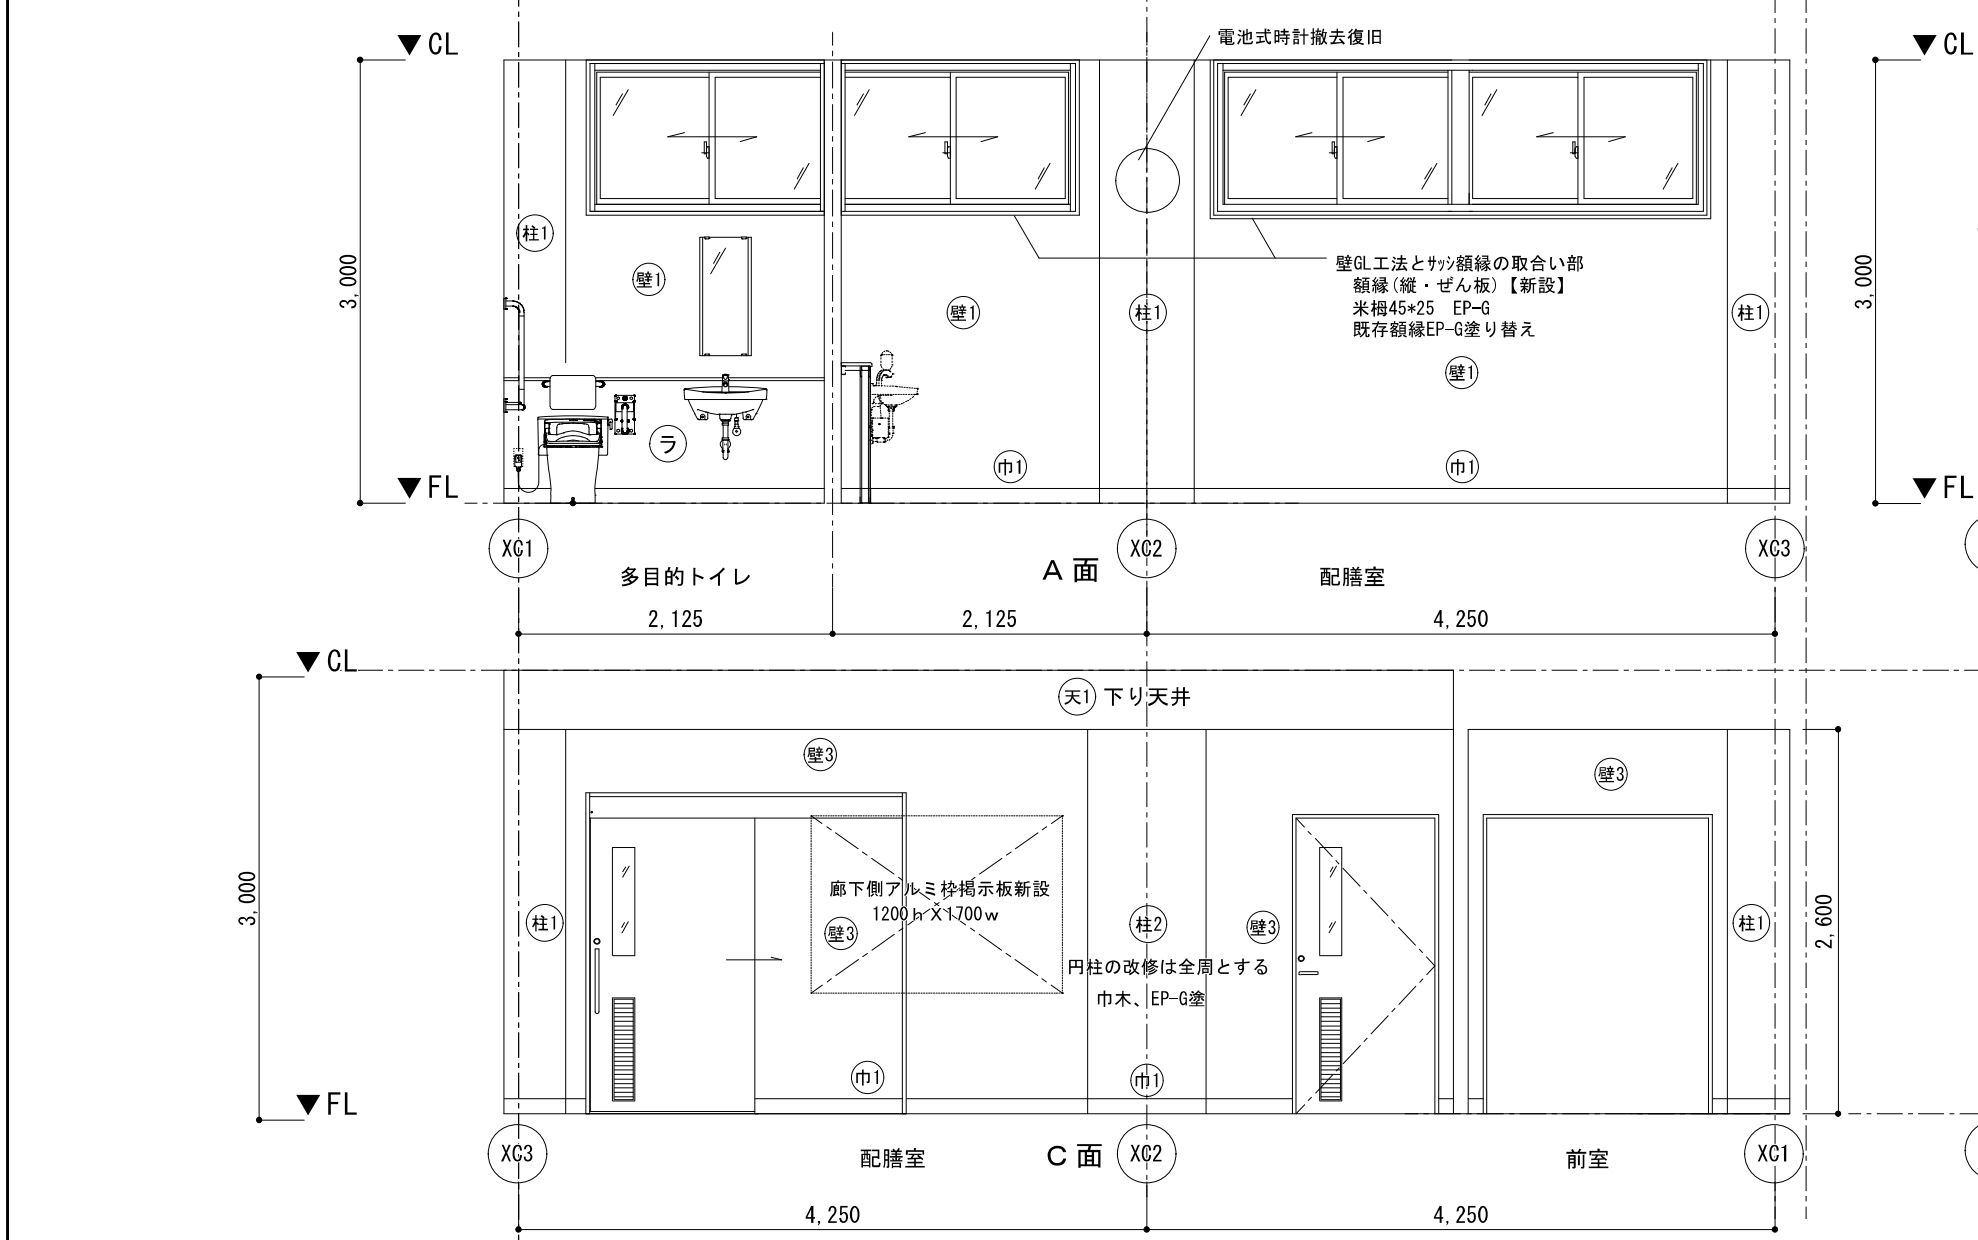 電池式時計撤去復旧
▼CL
▼CL
柱1
壁1
3,000
壁GL工法とサッシ額縁の取合い部
額縁(縦・ぜん板)【新設】
米栂45*25 EP-G
既存額縁EP-G塗り替え
3,000
壁1
柱1
柱1
壁1
ラ
巾1
巾1
▼FL
▼FL
XC1
XC2
XC3
多目的トイレ
A面
配膳室
2,125
2,125
4,250
▼CL
天1 下り天井
壁3
壁3
3,000
廊下側アルミ枠掲示板新設
1200h×1700w
柱1
壁3
柱2
壁3
柱1
2,600
円柱の改修は全周とする
巾木、EP-G塗
巾1
巾1
▼FL
XC3
配膳室
C面
XC2
前室
XC1
4,250
4,250